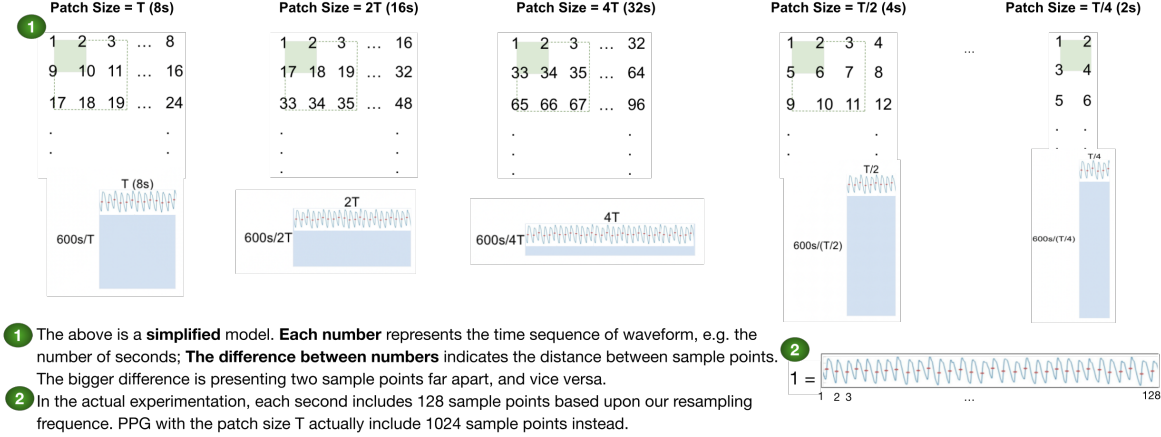 Patch Size = T (8s)
Patch Size = 2T (16s)
Patch Size = 4T (32s)
Patch Size = T/2 (4s)
Patch Size = T/4 (2s)
1
1 2 3 ... 8
9 10 11 ... 16
17 18 19 ... 24
.
.
T (8s)
600s/T
1 2 3 ... 16
17 18 19 ... 32
33 34 35 ... 48
.
.
.
2T
600s/2T
1 2 3 ... 32
33 34 35 ... 64
65 66 67 ... 96
.
.
.
4T
600s/4T
1 2 3 4
5 6 7 8
9 10 11 12
.
.
T/2
600s/(T/2)
...
1 2
3 4
5 6
.
.
T/4
600s/(T/4)
1 The above is a simplified model. Each number represents the time sequence of waveform, e.g. the
number of seconds; The difference between numbers indicates the distance between sample points.
The bigger difference is presenting two sample points far apart, and vice versa.
2 In the actual experimentation, each second includes 128 sample points based upon our resampling
frequence. PPG with the patch size T actually include 1024 sample points instead.
2
1 =
1 2 3 ... 128